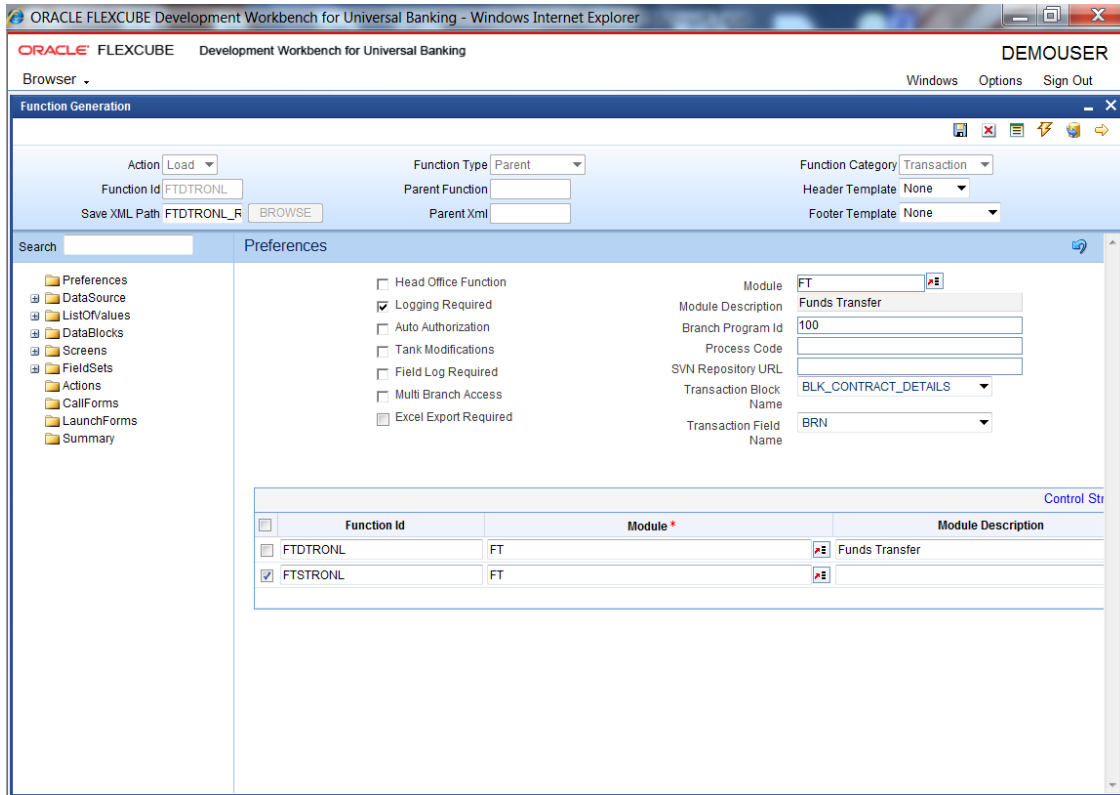 ORACLE FLEXCUBE Development Workbench for Universal Banking - Windows Internet Explorer
ORACLE FLEXCUBE Development Workbench for Universal Banking DEMOUSER
Browser Windows Options Sign Out
Function Generation
Action Load Function Type Parent Function Category Transaction
Function Id FTDTRONL Parent Function Header Template None
Save XML Path FTDTRONL_R BROWSE Parent Xml Footer Template None
Search Preferences
Preferences
DataSource
ListOfValues
DataBlocks
Screens
FieldSets
Actions
CallForms
LaunchForms
Summary
Head Office Function
Logging Required
Auto Authorization
Tank Modifications
Field Log Required
Multi Branch Access
Excel Export Required
Module FT
Module Description Funds Transfer
Branch Program Id 100
Process Code
SVN Repository URL
Transaction Block Name BLK_CONTRACT_DETAILS
Transaction Field Name BRN
Control Str
Function Id Module * Module Description
FTDTRONL FT Funds Transfer
FTSTRONL FT